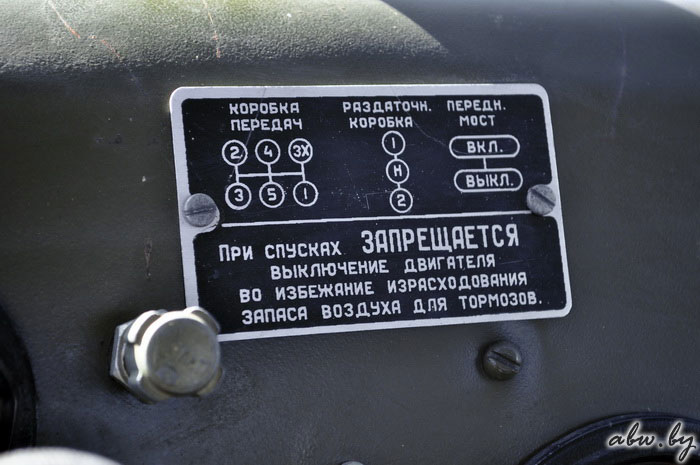 КОРОБКА ПЕРЕДАЧ
2 4 ЗХ
3 5 1
РАЗДАТОЧН. КОРОБКА
1
Н
2
ПЕРЕДН. МОСТ
ВКЛ.
ВЫКЛ.
ПРИ СПУСКАХ ЗАПРЕЩАЕТСЯ
ВЫКЛЮЧЕНИЕ ДВИГАТЕЛЯ
ВО ИЗБЕЖАНИЕ ИЗРАСХОДОВАНИЯ
ЗАПАСА ВОЗДУХА ДЛЯ ТОРМОЗОВ.
abw.by